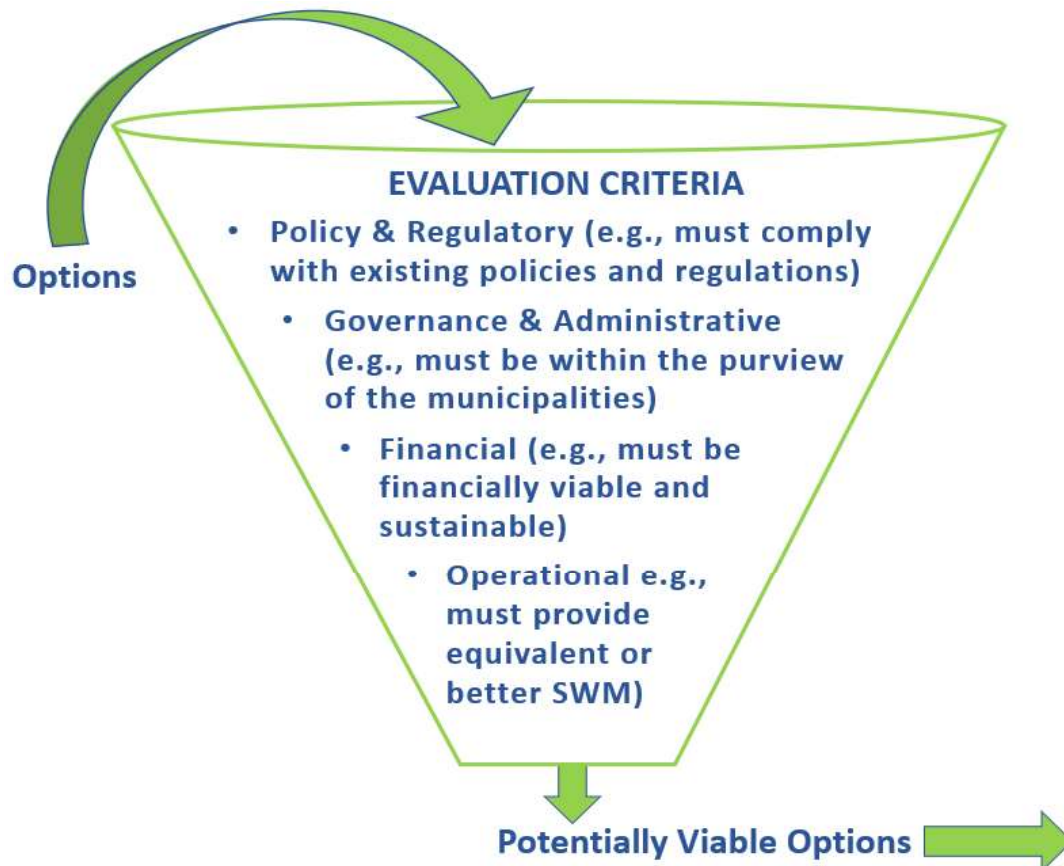 EVALUATION CRITERIA
• Policy & Regulatory (e.g., must comply
with existing policies and regulations)
Options
• Governance & Administrative
(e.g., must be within the purview
of the municipalities)
• Financial (e.g., must be
financially viable and
sustainable)
• Operational e.g.,
must provide
equivalent or
better SWM)
Potentially Viable Options